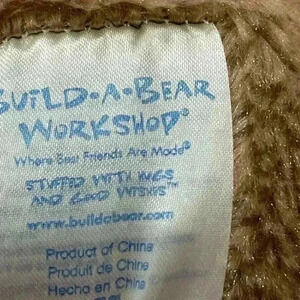 BUILD-A-BEAR
WORKSHOP®
Where Best Friends Are Made®
STUFFED WITH HUGS
AND GOOD WISHES™
www.buildabear.com
Product of China
Produit de Chine
Hecho en China